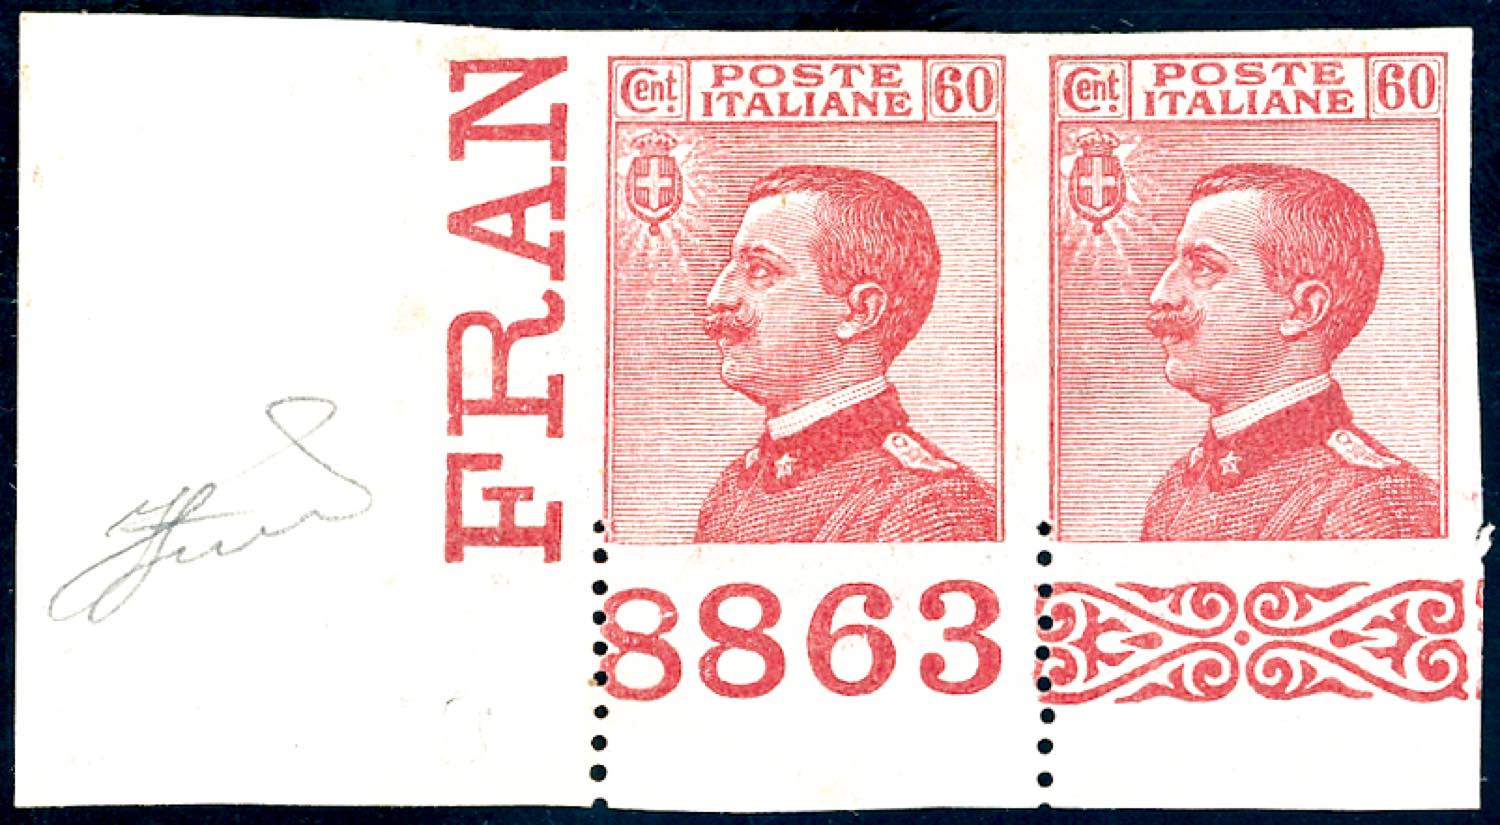 FRAN
Cent. POSTE ITALIANE 60
Cent. POSTE ITALIANE 60
8863